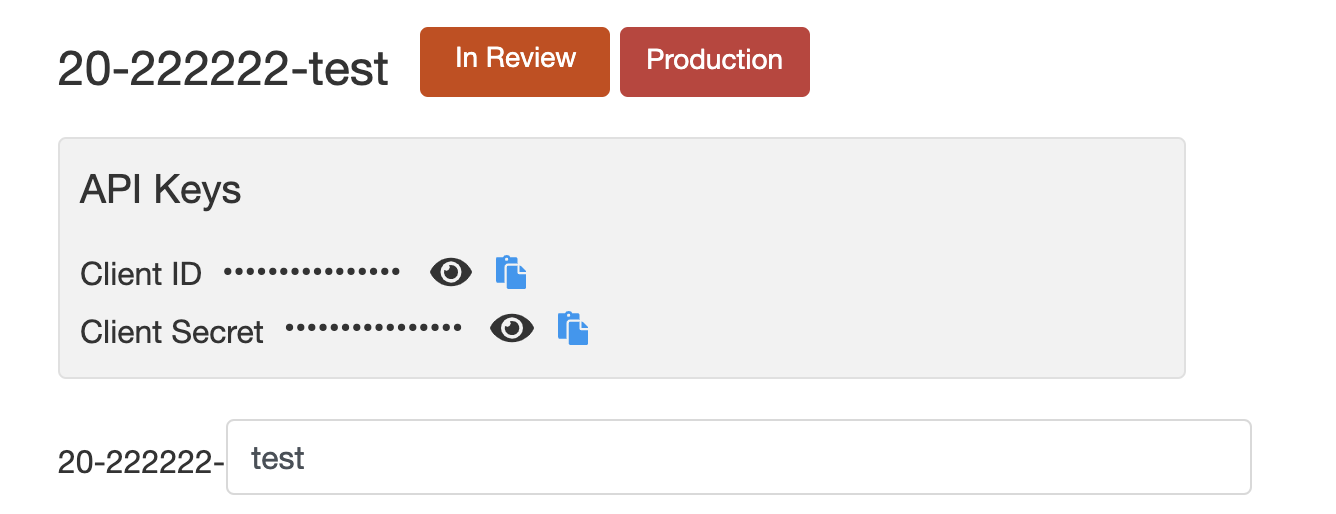 20-222222-test In Review Production
API Keys
Client ID ••••••••••••••••
Client Secret ••••••••••••••••
20-222222- test